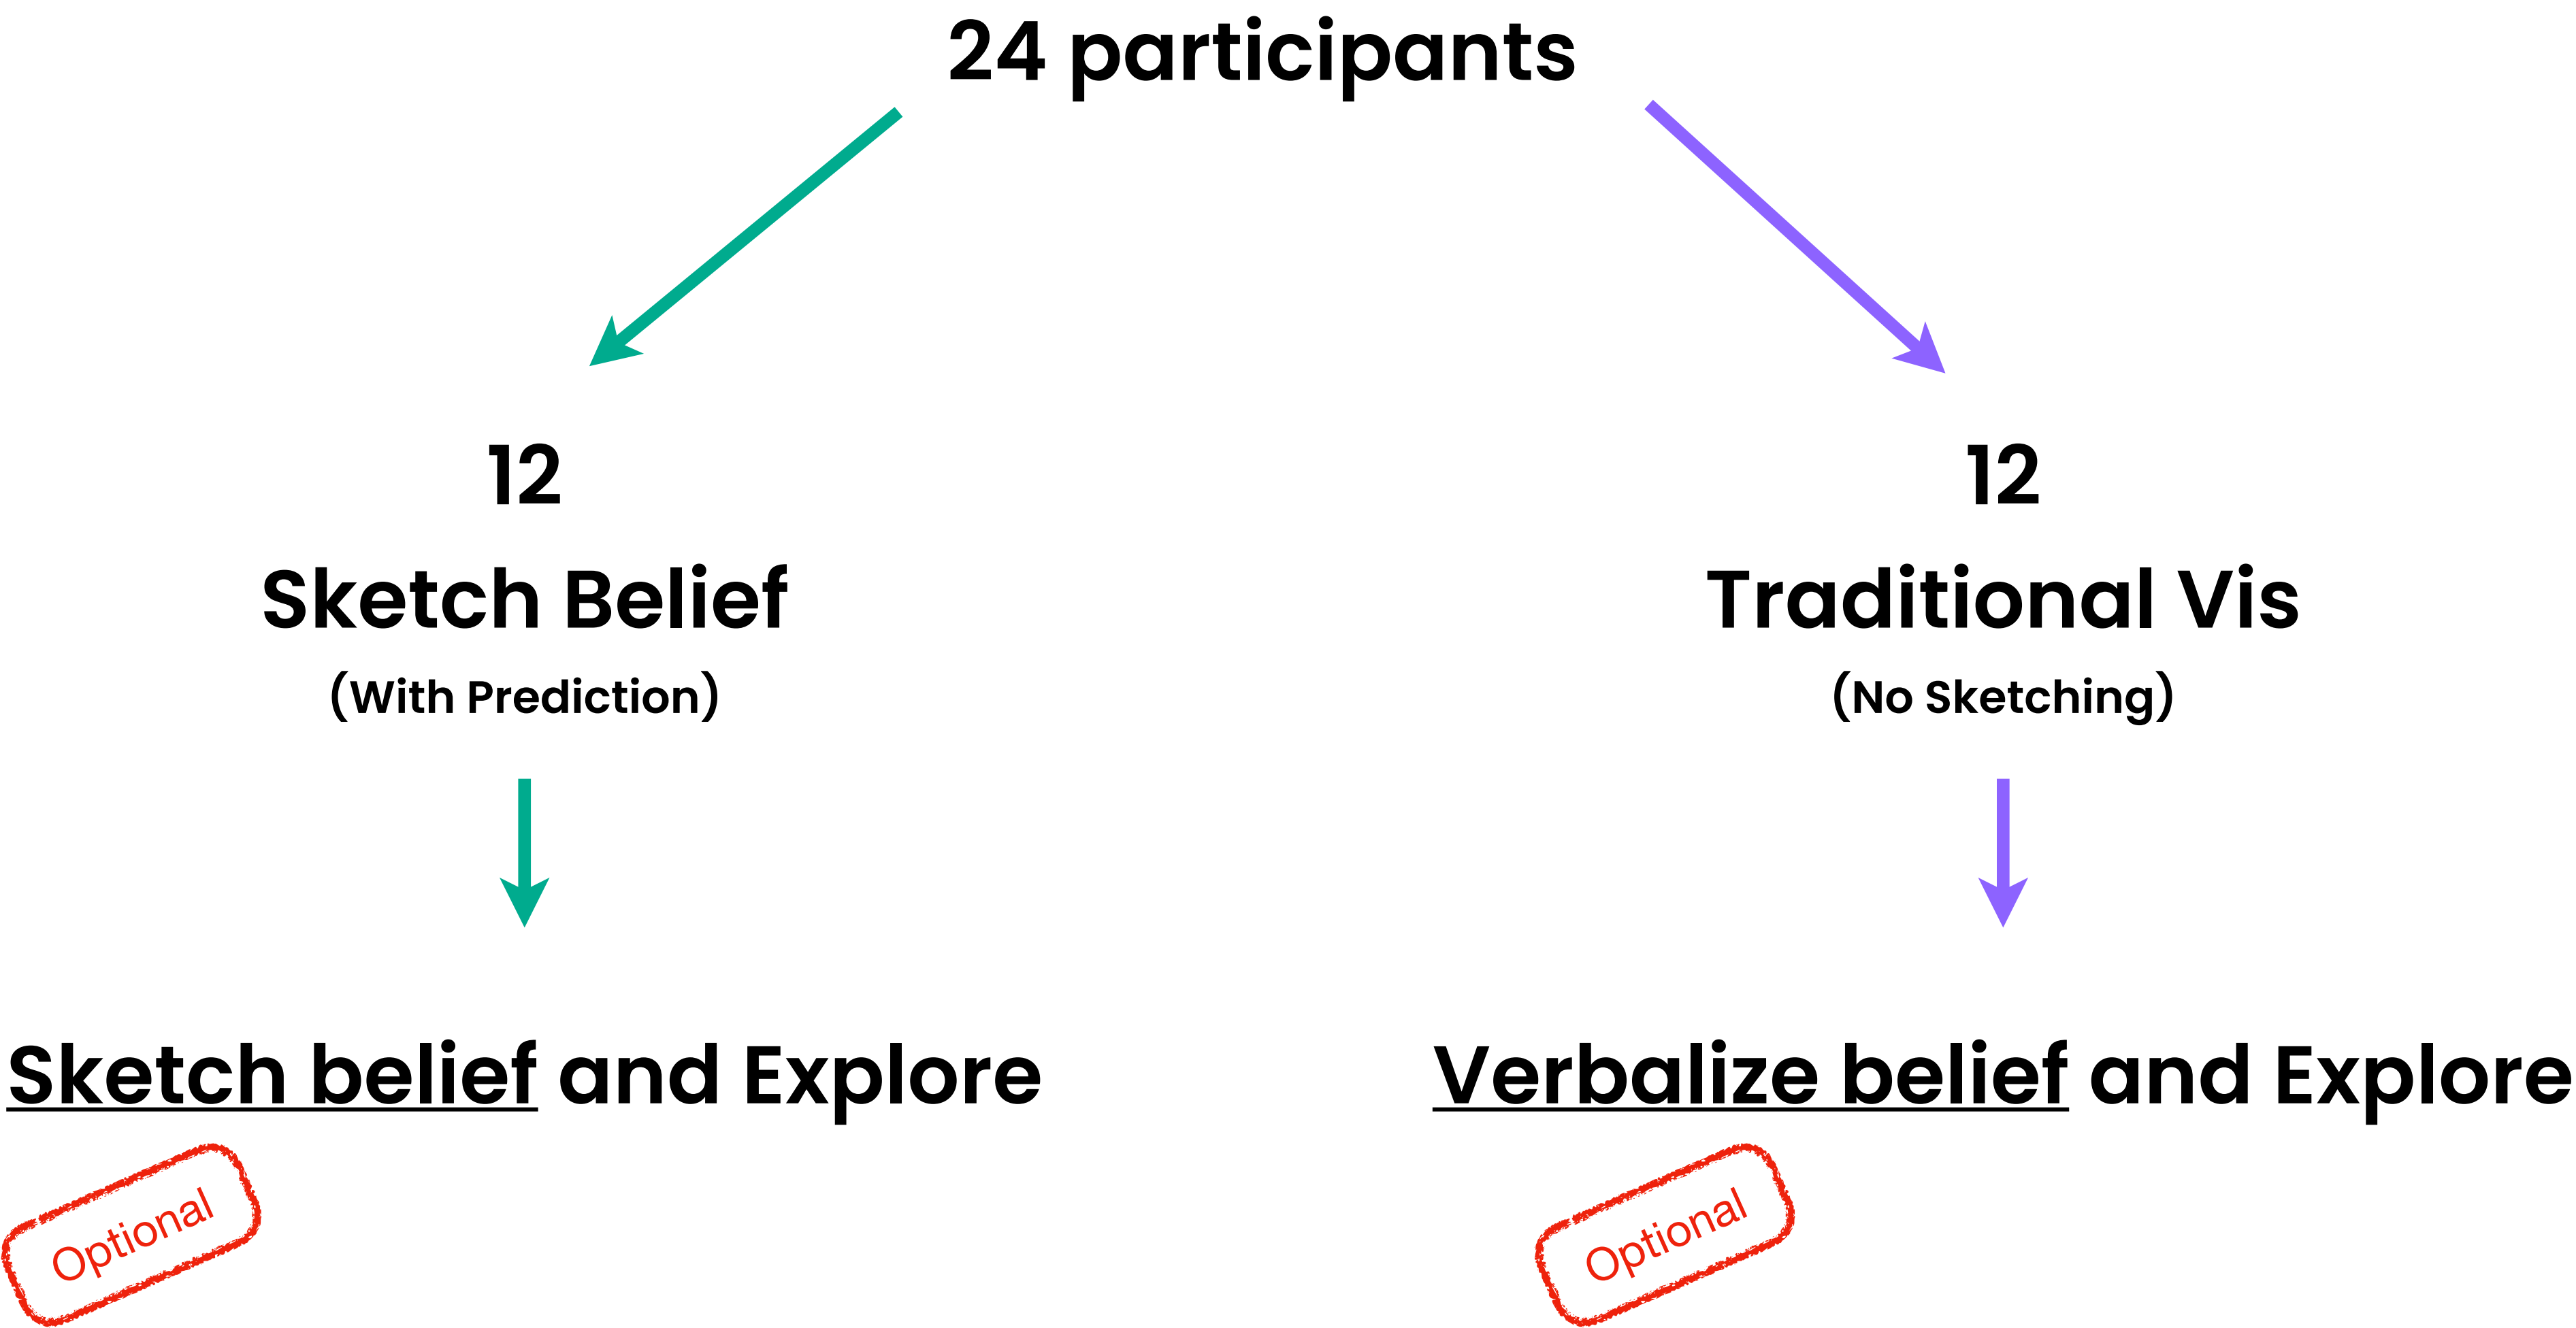 24 participants
12
Sketch Belief
(With Prediction)
12
Traditional Vis
(No Sketching)
Sketch belief and Explore
Optional
Verbalize belief and Explore
Optional